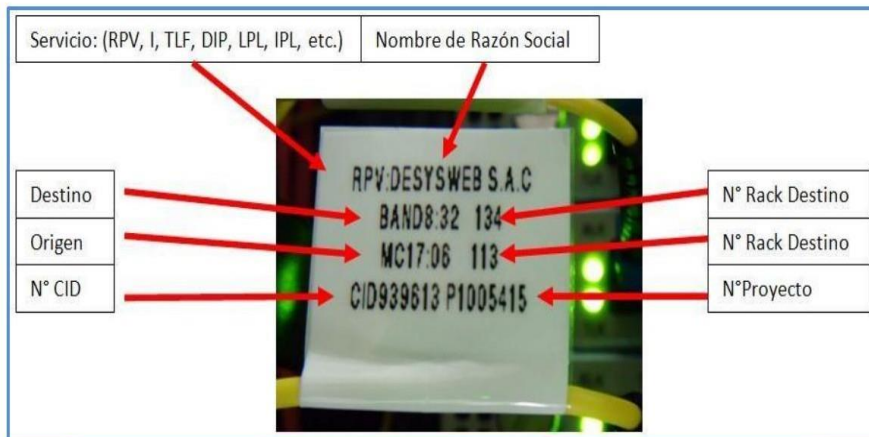 Servicio: (RPV, I, TLF, DIP, LPL, IPL, etc.) Nombre de Razón Social
RPV:DESYSWEB S.A.C
Destino BAND8:32 134 N° Rack Destino
Origen MC17:06 113 N° Rack Destino
N° CID CID939613 P1005415 N°Proyecto